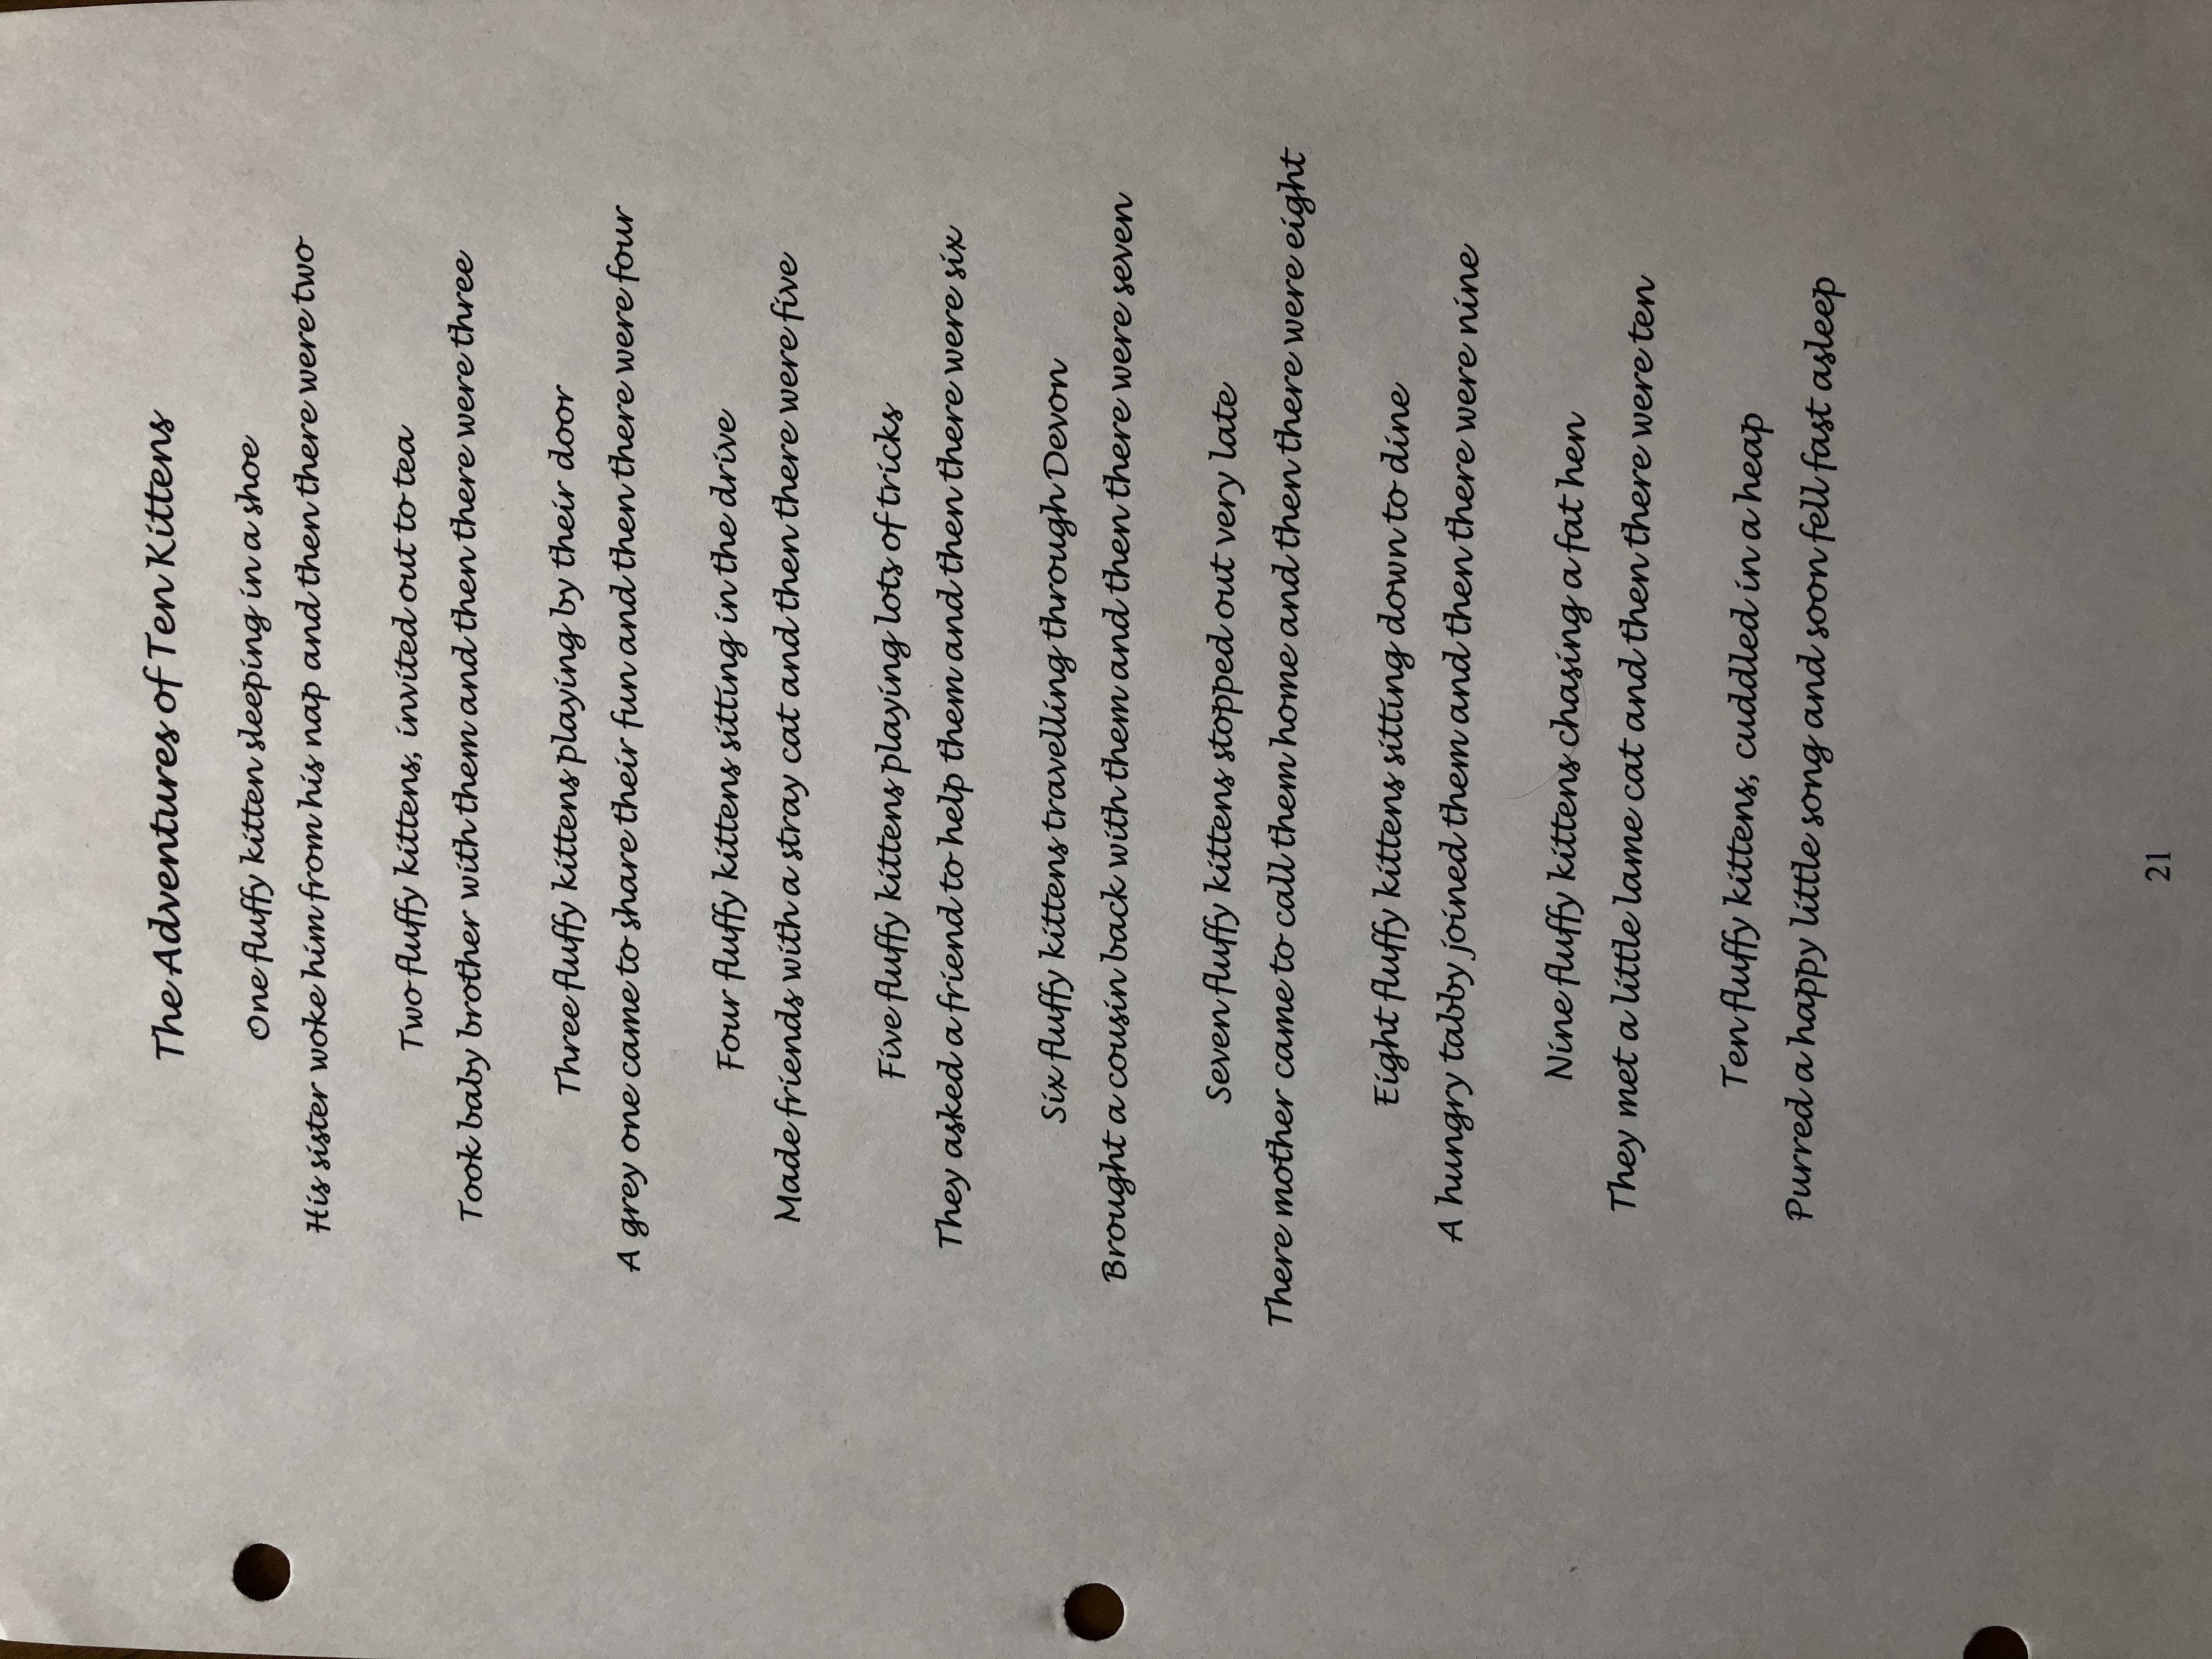 The Adventures of Ten Kittens
One fluffy kitten sleeping in a shoe
His sister woke him from his nap and then there were two
Two fluffy kittens, invited out to tea
Took baby brother with them and then there were three
Three fluffy kittens playing by their door
A grey one came to share their fun and then there were four
Four fluffy kittens sitting in the drive
Made friends with a stray cat and then there were five
Five fluffy kittens playing lots of tricks
They asked a friend to help them and then there were six
Six fluffy kittens travelling through Devon
Brought a cousin back with them and then there were seven
Seven fluffy kittens stopped out very late
There mother came to call them home and then there were eight
Eight fluffy kittens sitting down to dine
A hungry tabby joined them and then there were nine
Nine fluffy kittens chasing a fat hen
They met a little lame cat and then there were ten
Ten fluffy kittens, cuddled in a heap
Purred a happy little song and soon fell fast asleep
21